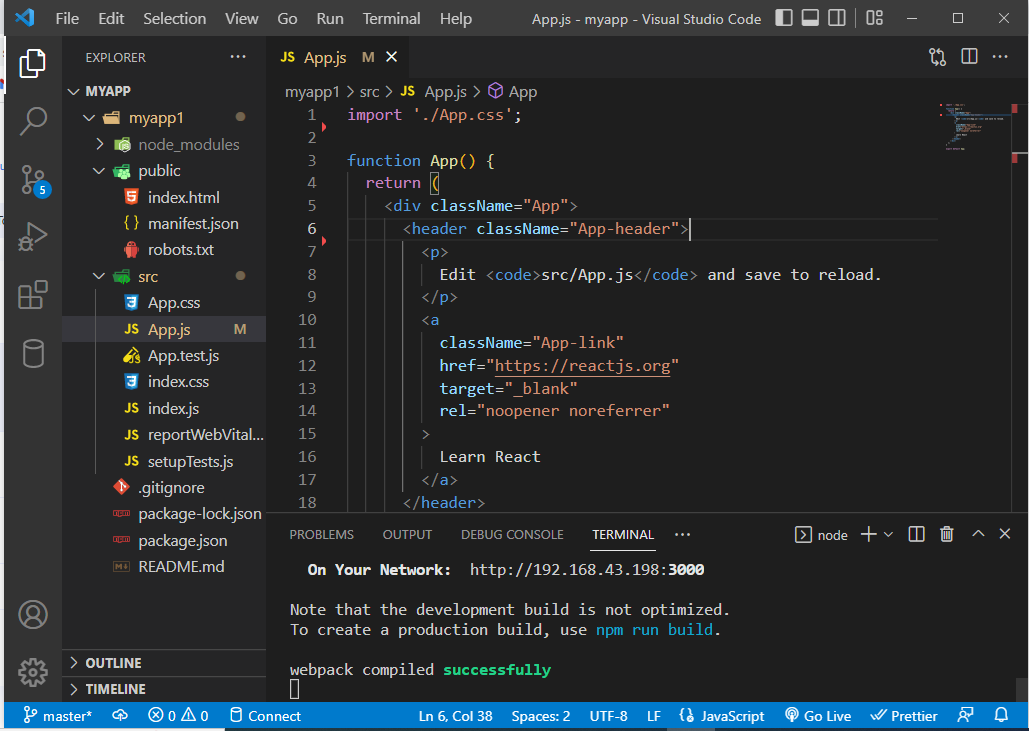 File Edit Selection View Go Run Terminal Help App.js - myapp - Visual Studio Code
EXPLORER
MYAPP
myapp1
node_modules
public
index.html
manifest.json
robots.txt
src
App.css
App.js M
App.test.js
index.css
index.js
reportWebVital...
setupTests.js
.gitignore
package-lock.json
package.json
README.md
OUTLINE
TIMELINE
5
JS App.js M
myapp1 > src > JS App.js > App
1 import './App.css';
2
3 function App() {
4 return (
5 <div className="App">
6 <header className="App-header">
7 <p>
8 Edit <code>src/App.js</code> and save to reload.
9 </p>
10 <a
11 className="App-link"
12 href="https://reactjs.org"
13 target="_blank"
14 rel="noopener noreferrer"
15 >
16 Learn React
17 </a>
18 </header>
PROBLEMS OUTPUT DEBUG CONSOLE TERMINAL ... node
On Your Network: http://192.168.43.198:3000
Note that the development build is not optimized.
To create a production build, use npm run build.
webpack compiled successfully
master* 0 0 Connect Ln 6, Col 38 Spaces: 2 UTF-8 LF JavaScript Go Live Prettier